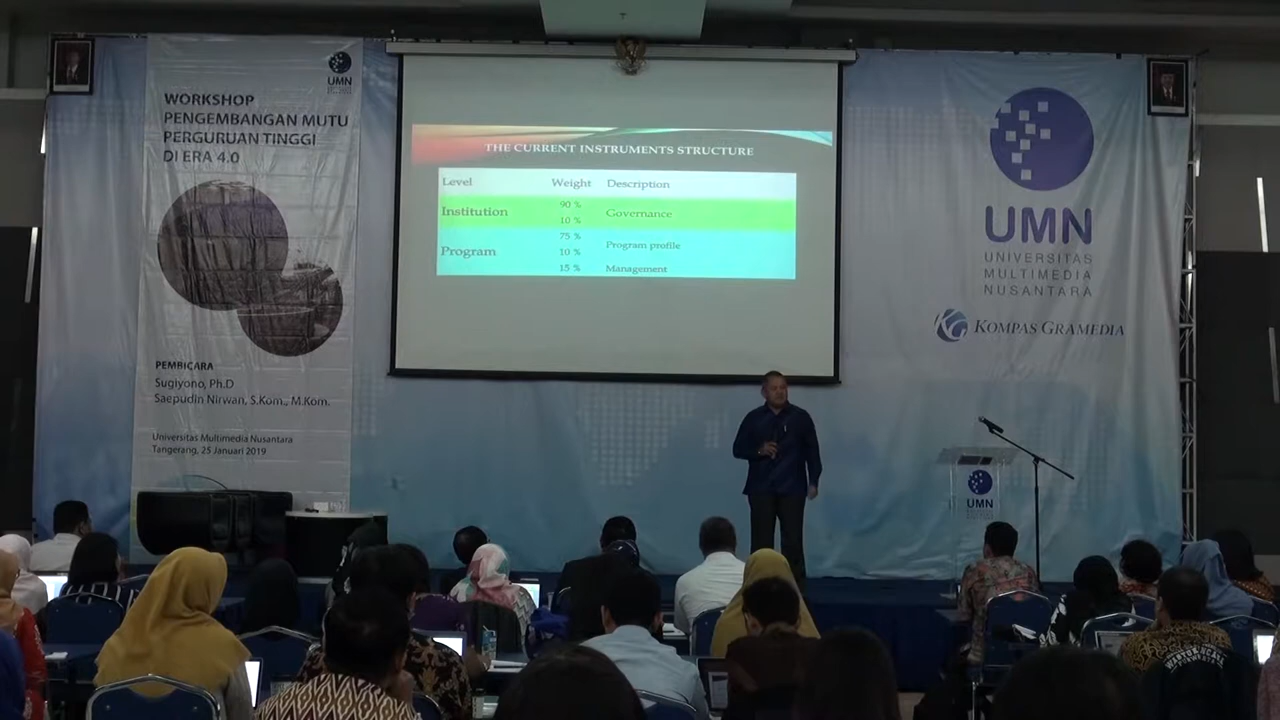 UMN
WORKSHOP
PENGEMBANGAN MUTU
PERGURUAN TINGGI
DI ERA 4.0
PEMBICARA
Sugiyono, Ph.D
Saepudin Nirwan, S.Kom., M.Kom.
Universitas Multimedia Nusantara
Tangerang, 25 Januari 2019
THE CURRENT INSTRUMENTS STRUCTURE
Level Weight Description
Institution 90 %
10 % Governance
Program 75 %
10 % Program profile
15 % Management
UMN
UNIVERSITAS
MULTIMEDIA
NUSANTARA
KG KOMPAS GRAMEDIA
UMN